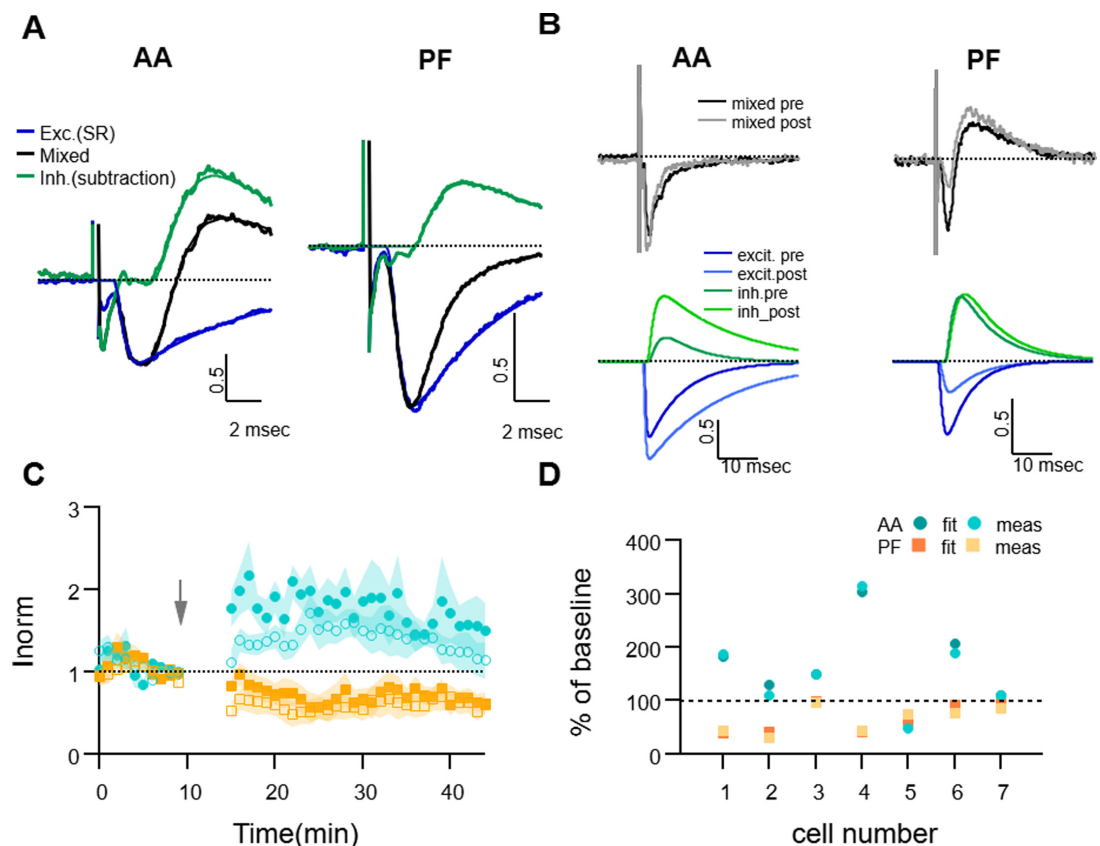 A
AA
PF
Exc.(SR)
Mixed
Inh.(subtraction)
0.5
2 msec
0.5
2 msec
B
AA
PF
mixed pre
mixed post
excit. pre
excit.post
inh.pre
inh_post
0.5
10 msec
0.5
10 msec
C
3
2
1
0
Inorm
0
10
20
30
40
Time(min)
D
AA fit meas
PF fit meas
400
300
200
100
0
% of baseline
1
2
3
4
5
6
7
cell number